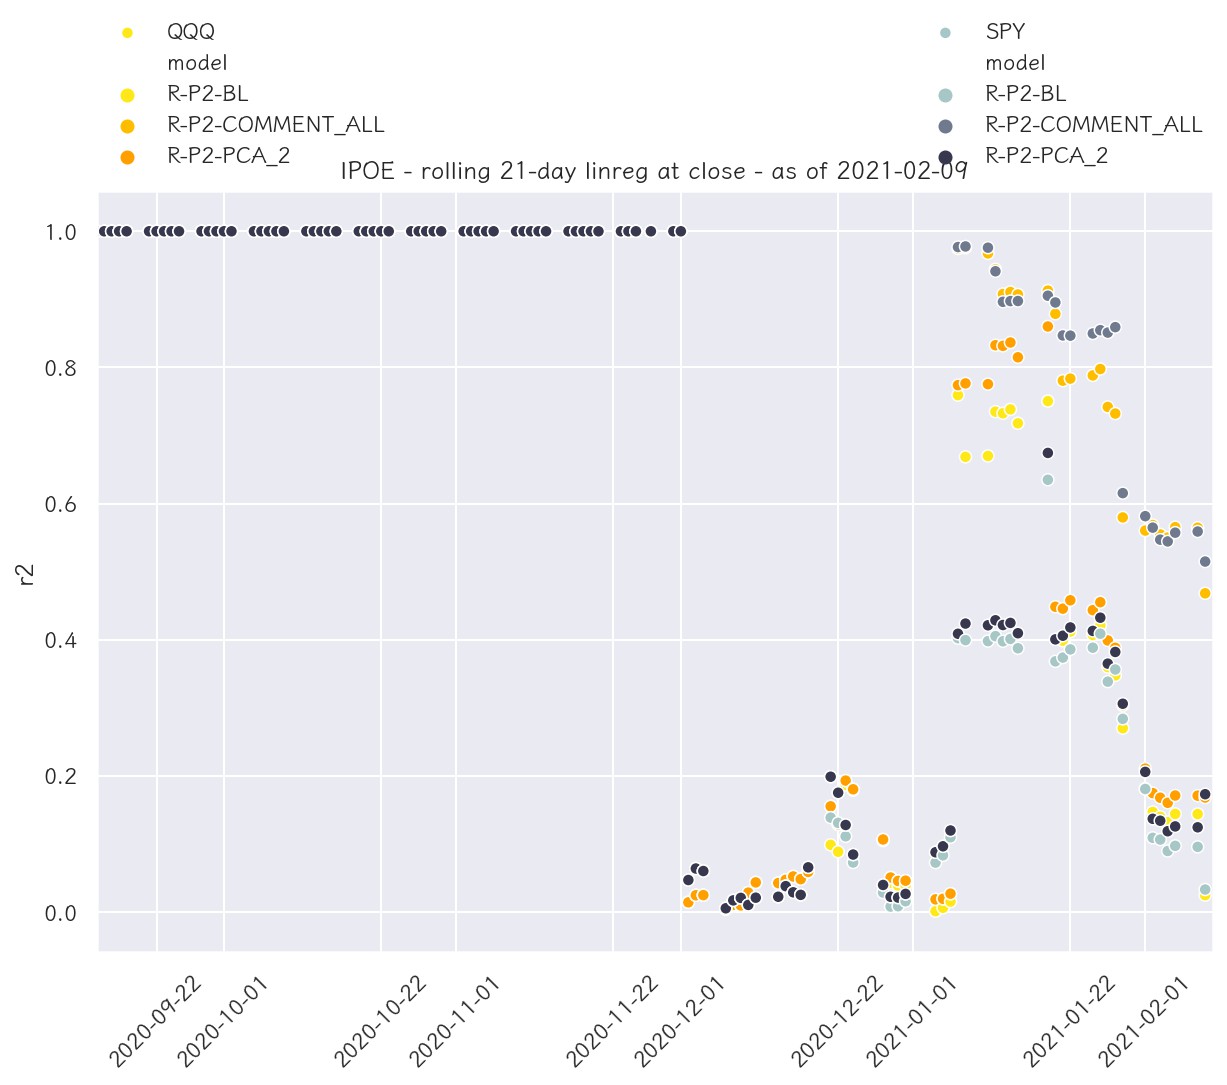 QQQ
model
R-P2-BL
R-P2-COMMENT_ALL
R-P2-PCA_2
SPY
model
R-P2-BL
R-P2-COMMENT_ALL
R-P2-PCA_2
IPOE - rolling 21-day linreg at close - as of 2021-02-09
1.0
0.8
0.6
0.4
0.2
0.0
r2
2020-09-22
2020-10-01
2020-10-22
2020-11-01
2020-11-22
2020-12-01
2020-12-22
2021-01-01
2021-01-22
2021-02-01